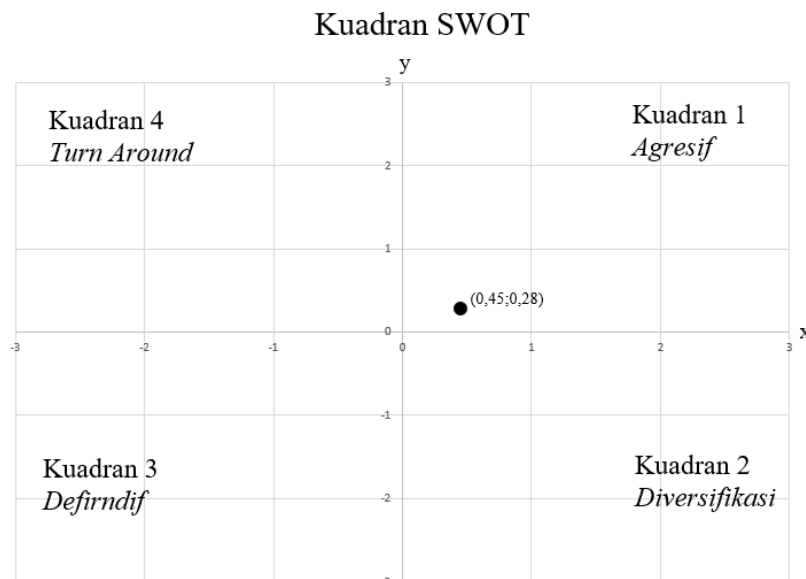 Kuadran SWOT
y
3
Kuadran 4
Turn Around
Kuadran 1
Agresif
2
1
(0,45;0,28)
0
x
-3
-2
-1
0
1
2
3
-1
Kuadran 3
Defirndif
Kuadran 2
Diversifikasi
-2